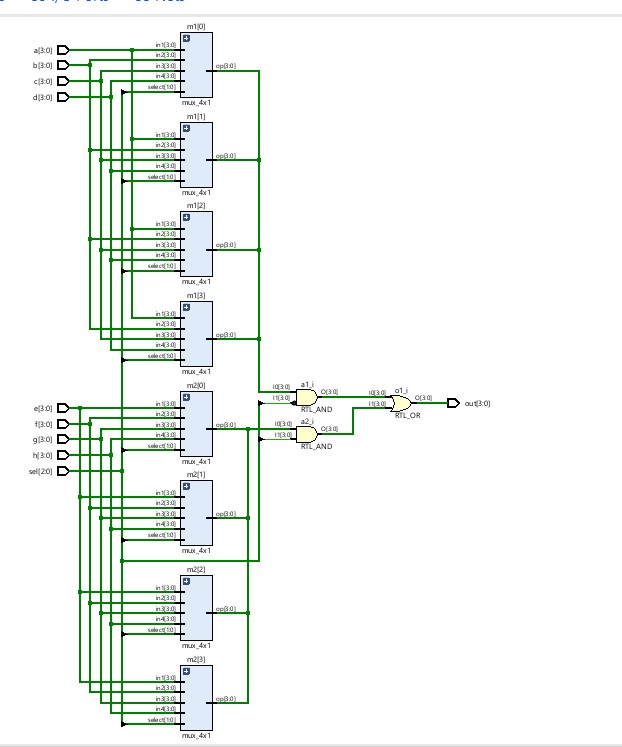 m1[0]
a[3:0]
in1[3:0]
b[3:0]
in2[3:0]
c[3:0]
in3[3:0]
op[3:0]
d[3:0]
in4[3:0]
select[1:0]
mux_4x1
m1[1]
in1[3:0]
in2[3:0]
in3[3:0]
op[3:0]
in4[3:0]
select[1:0]
mux_4x1
m1[2]
in1[3:0]
in2[3:0]
in3[3:0]
op[3:0]
in4[3:0]
select[1:0]
mux_4x1
m1[3]
in1[3:0]
in2[3:0]
in3[3:0]
op[3:0]
in4[3:0]
select[1:0]
mux_4x1
a1_i
I0[3:0]
O[3:0]
I1[3:0]
RTL_AND
o1_i
I0[3:0]
O[3:0]
I1[3:0]
RTL_OR
out[3:0]
a2_i
I0[3:0]
O[3:0]
I1[3:0]
RTL_AND
m2[0]
e[3:0]
in1[3:0]
f[3:0]
in2[3:0]
g[3:0]
in3[3:0]
op[3:0]
h[3:0]
in4[3:0]
select[1:0]
sel[2:0]
mux_4x1
m2[1]
in1[3:0]
in2[3:0]
in3[3:0]
op[3:0]
in4[3:0]
select[1:0]
mux_4x1
m2[2]
in1[3:0]
in2[3:0]
in3[3:0]
op[3:0]
in4[3:0]
select[1:0]
mux_4x1
m2[3]
in1[3:0]
in2[3:0]
in3[3:0]
op[3:0]
in4[3:0]
select[1:0]
mux_4x1